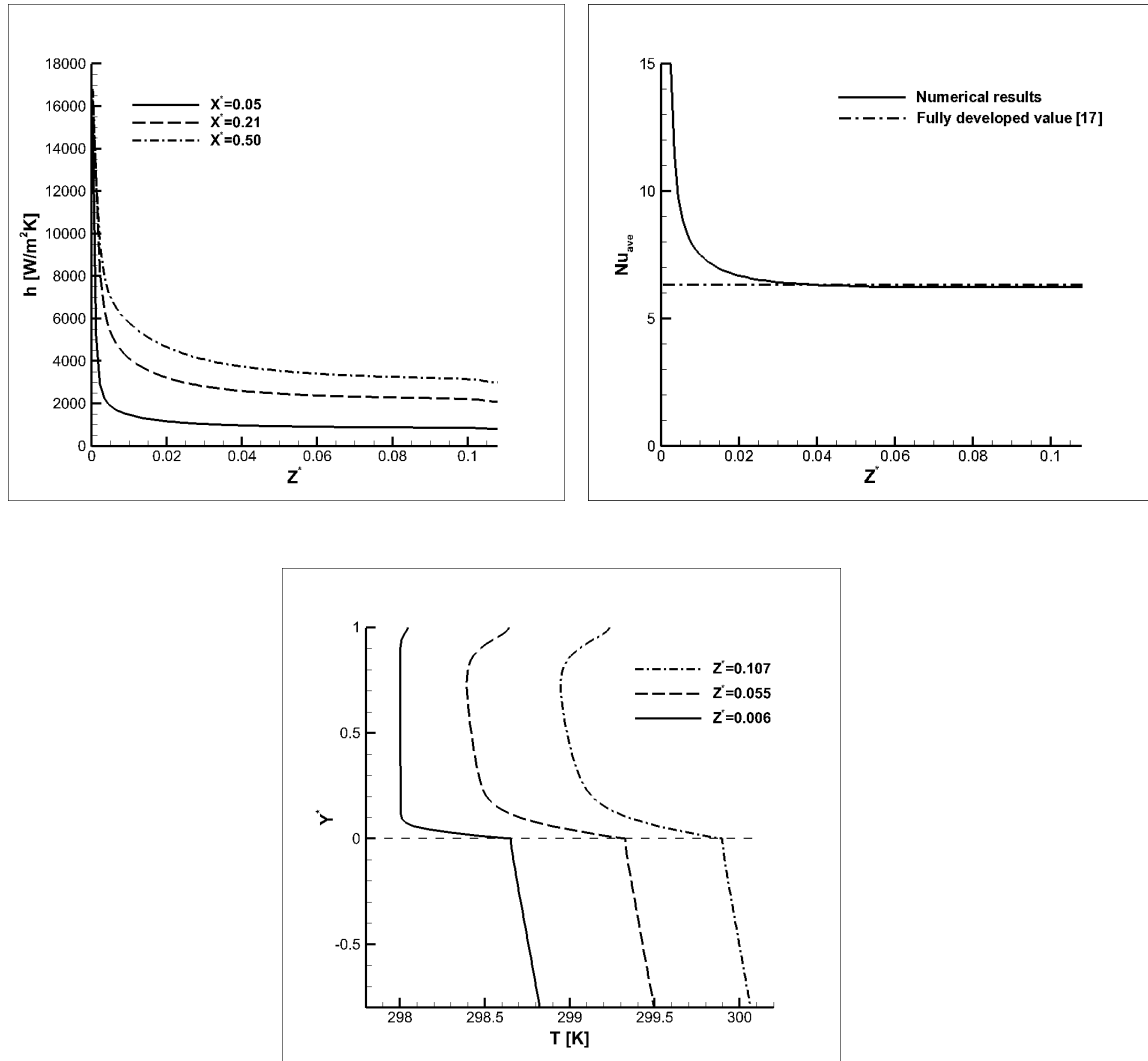 18000
16000
14000
12000
10000
8000
6000
4000
2000
0
h [W/m²K]
X*=0.05
X*=0.21
X*=0.50
0 0.02 0.04 0.06 0.08 0.1
Z*
15
10
5
0
Nu_ave
Numerical results
Fully developed value [17]
0 0.02 0.04 0.06 0.08 0.1
Z*
1
0.5
0
-0.5
Y*
Z*=0.107
Z*=0.055
Z*=0.006
298 298.5 299 299.5 300
T [K]